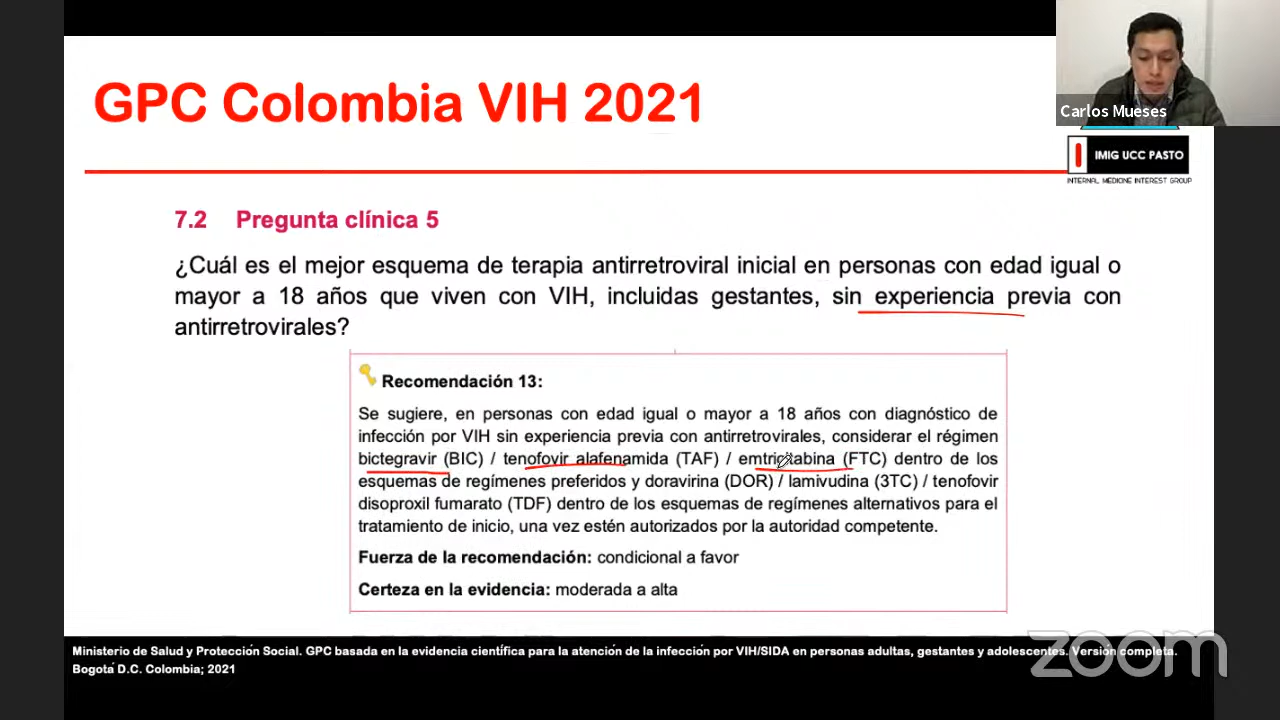 GPC Colombia VIH 2021
Carlos Mueses
IMIG UCC PASTO
INTERNAL MEDICINE INTEREST GROUP
7.2 Pregunta clínica 5
¿Cuál es el mejor esquema de terapia antirretroviral inicial en personas con edad igual o
mayor a 18 años que viven con VIH, incluidas gestantes, sin experiencia previa con
antirretrovirales?
Recomendación 13:
Se sugiere, en personas con edad igual o mayor a 18 años con diagnóstico de
infección por VIH sin experiencia previa con antirretrovirales, considerar el régimen
bictegravir (BIC) / tenofovir alafenamida (TAF) / emtricitabina (FTC) dentro de los
esquemas de regímenes preferidos y doravirina (DOR) / lamivudina (3TC) / tenofovir
disoproxil fumarato (TDF) dentro de los esquemas de regímenes alternativos para el
tratamiento de inicio, una vez estén autorizados por la autoridad competente.
Fuerza de la recomendación: condicional a favor
Certeza en la evidencia: moderada a alta
Ministerio de Salud y Protección Social. GPC basada en la evidencia científica para la atención de la infección por VIH/SIDA en personas adultas, gestantes y adolescentes. Versión completa.
Bogotá D.C. Colombia; 2021
zoom